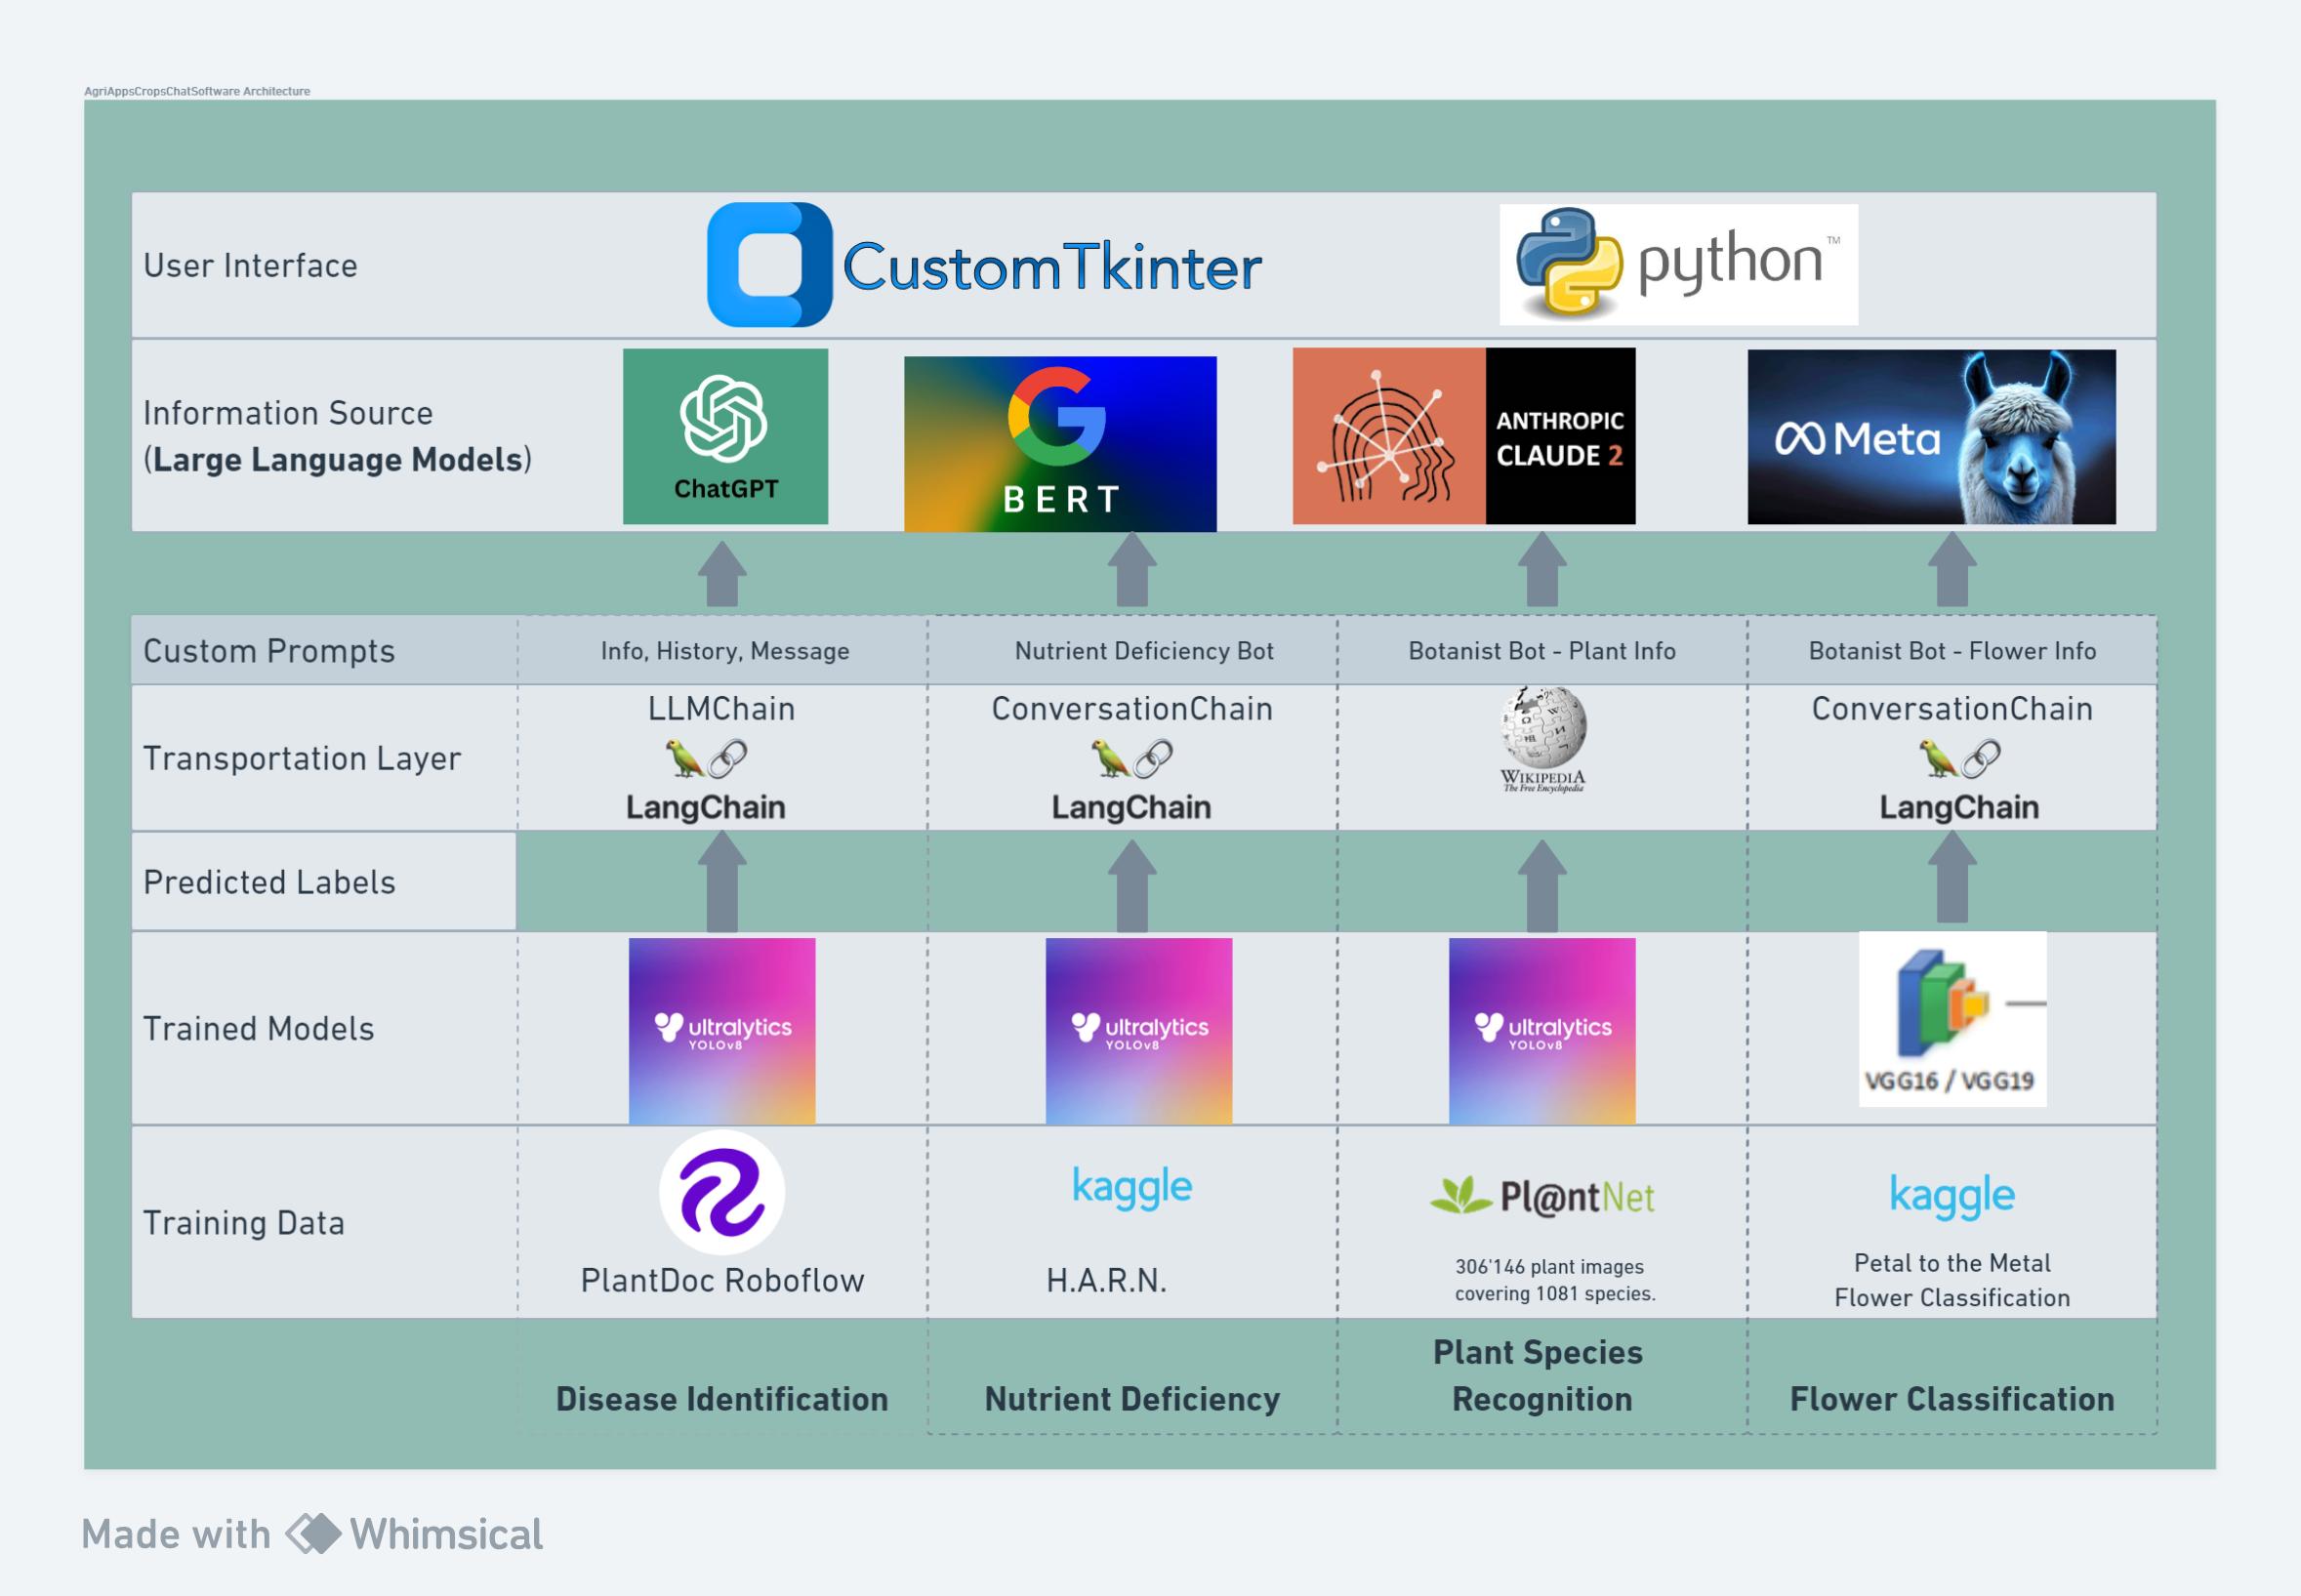 AgriAppsCropsChatSoftware Architecture
User Interface
CustomTkinter
python™
Information Source
(Large Language Models)
ChatGPT
BERT
ANTHROPIC
CLAUDE 2
Meta
Custom Prompts
Info, History, Message
Nutrient Deficiency Bot
Botanist Bot - Plant Info
Botanist Bot - Flower Info
Transportation Layer
LLMChain
LangChain
ConversationChain
LangChain
WIKIPEDIA
The Free Encyclopedia
ConversationChain
LangChain
Predicted Labels
Trained Models
ultralytics
YOLOv8
ultralytics
YOLOv8
ultralytics
YOLOv8
VGG16 / VGG19
Training Data
PlantDoc Roboflow
kaggle
H.A.R.N.
Pl@ntNet
306'146 plant images
covering 1081 species.
kaggle
Petal to the Metal
Flower Classification
Disease Identification
Nutrient Deficiency
Plant Species
Recognition
Flower Classification
Made with Whimsical